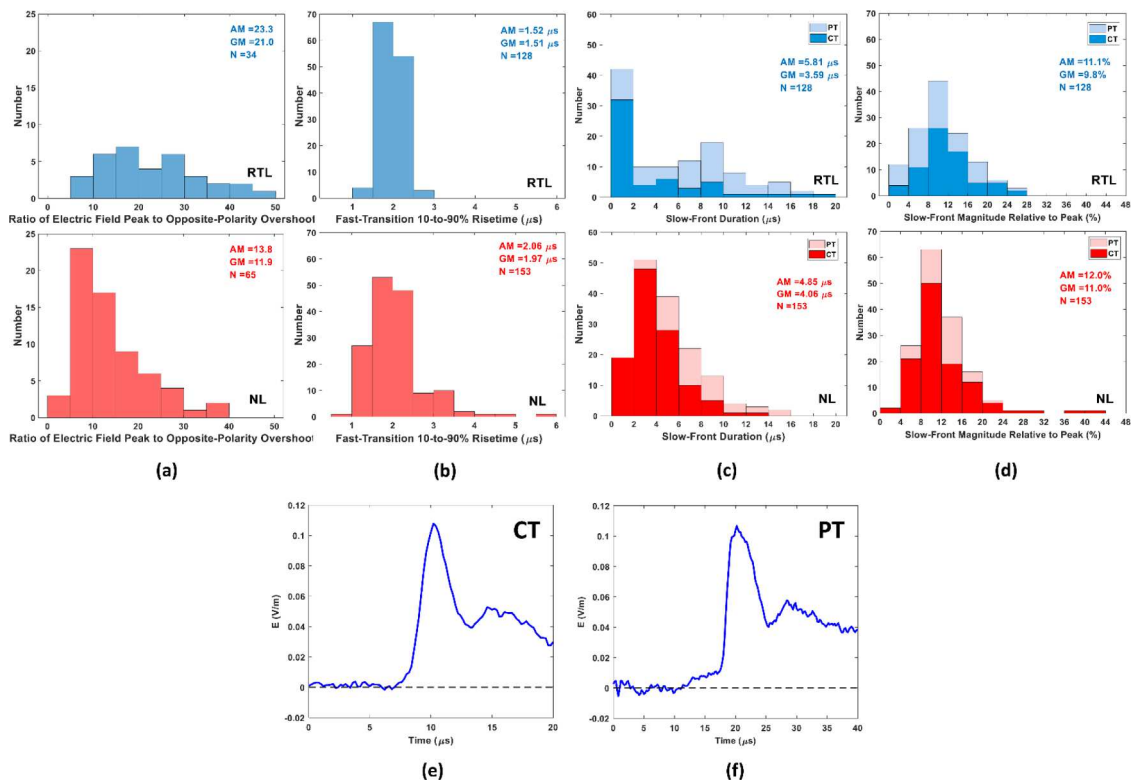 25
20
15
10
5
0
Number
AM =23.3
GM =21.0
N =34
RTL
0 10 20 30 40 50
Ratio of Electric Field Peak to Opposite-Polarity Overshoot
70
60
50
40
30
20
10
0
Number
AM =1.52 μs
GM =1.51 μs
N =128
RTL
0 1 2 3 4 5 6
Fast-Transition 10-to-90% Risetime (μs)
60
50
40
30
20
10
0
Number
PT
CT
AM =5.81 μs
GM =3.59 μs
N =128
RTL
0 2 4 6 8 10 12 14 16 18 20
Slow-Front Duration (μs)
70
60
50
40
30
20
10
0
Number
PT
CT
AM =11.1%
GM =9.8%
N =128
RTL
0 4 8 12 16 20 24 28 32 36 40 44 48
Slow-Front Magnitude Relative to Peak (%)
25
20
15
10
5
0
Number
AM =13.8
GM =11.9
N =65
NL
0 10 20 30 40 50
Ratio of Electric Field Peak to Opposite-Polarity Overshoot
70
60
50
40
30
20
10
0
Number
AM =2.06 μs
GM =1.97 μs
N =153
NL
0 1 2 3 4 5 6
Fast-Transition 10-to-90% Risetime (μs)
60
50
40
30
20
10
0
Number
PT
CT
AM =4.85 μs
GM =4.06 μs
N =153
NL
0 2 4 6 8 10 12 14 16 18 20
Slow-Front Duration (μs)
70
60
50
40
30
20
10
0
Number
PT
CT
AM =12.0%
GM =11.0%
N =153
NL
0 4 8 12 16 20 24 28 32 36 40 44 48
Slow-Front Magnitude Relative to Peak (%)
(a)
(b)
(c)
(d)
0.12
0.1
0.08
0.06
0.04
0.02
0
-0.02
E (V/m)
CT
0 5 10 15 20
Time (μs)
0.12
0.1
0.08
0.06
0.04
0.02
0
-0.02
E (V/m)
PT
0 5 10 15 20 25 30 35 40
Time (μs)
(e)
(f)